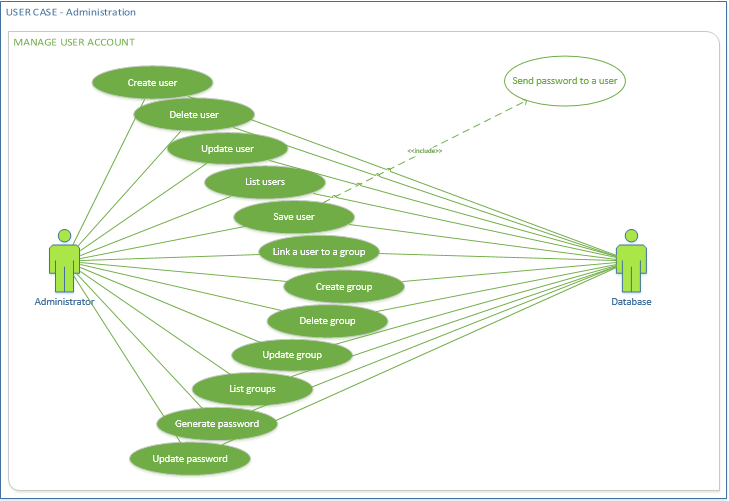 USER CASE - Administration
MANAGE USER ACCOUNT
Create user
Send password to a user
Delete user
Update user
<<include>>
List users
Save user
Link a user to a group
Create group
Administrator
Database
Delete group
Update group
List groups
Generate password
Update password